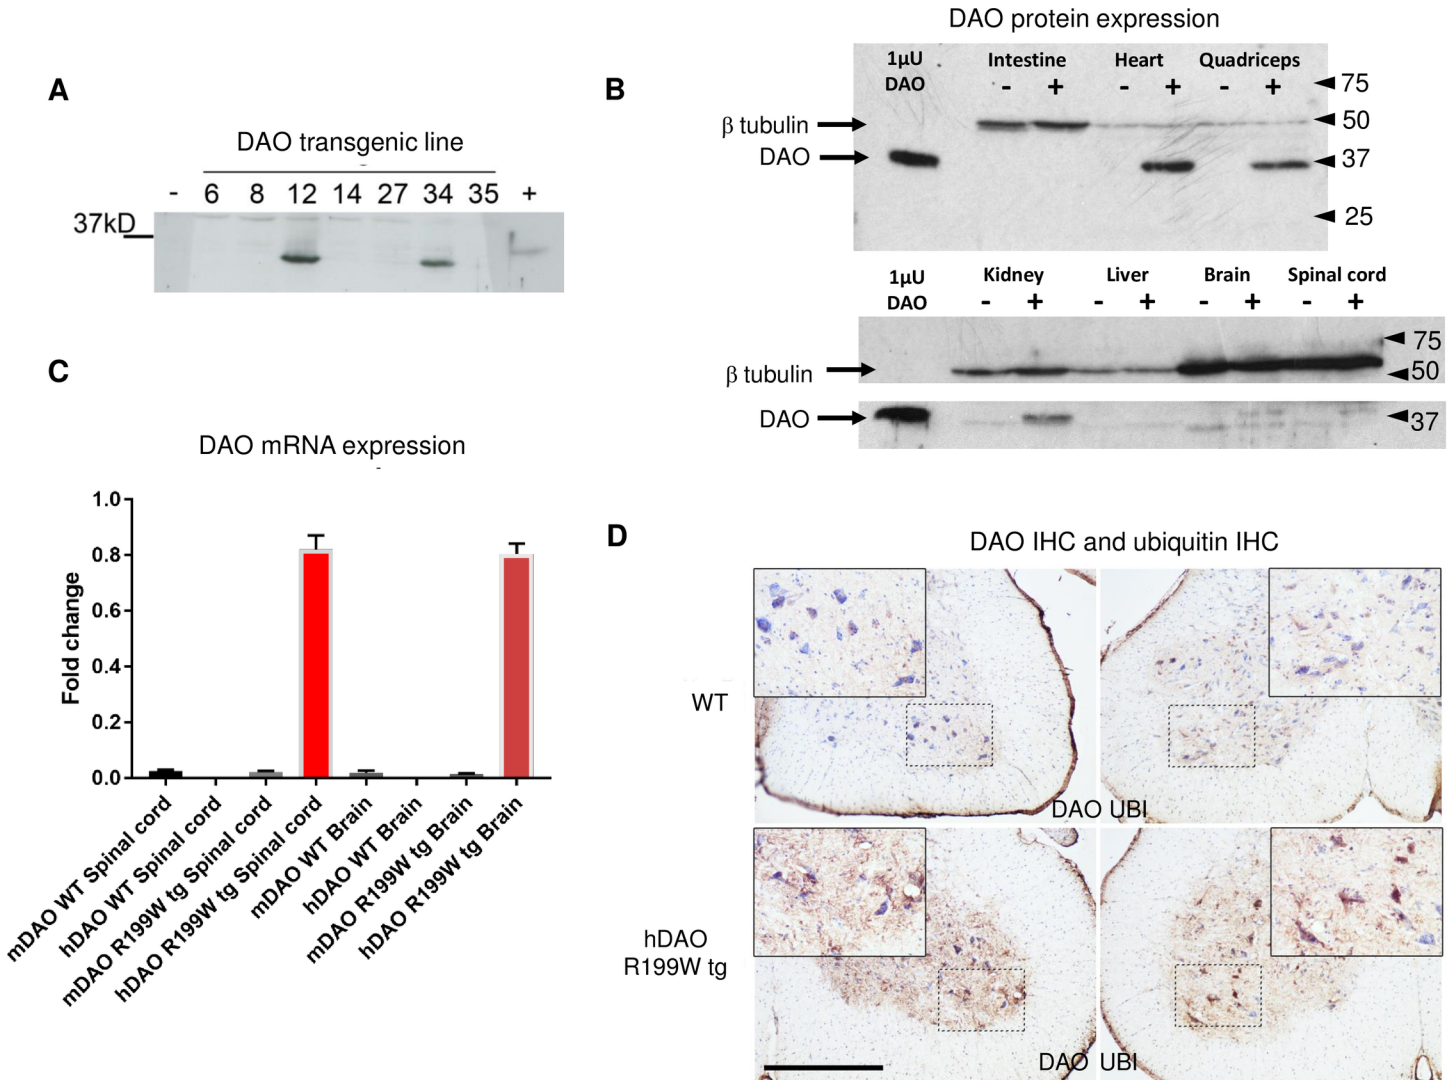 A
DAO transgenic line
- 6 8 12 14 27 34 35 +
37kD
B
DAO protein expression
1µU DAO
Intestine Heart Quadriceps
- + - + - +
β tubulin
DAO
75
50
37
25
1µU DAO
Kidney Liver Brain Spinal cord
- + - + - + - +
β tubulin
DAO
75
50
37
C
DAO mRNA expression
Fold change
1.0
0.8
0.6
0.4
0.2
0.0
mDAO WT Spinal cord
hDAO WT Spinal cord
mDAO R199W tg Spinal cord
hDAO R199W tg Spinal cord
mDAO WT Brain
hDAO WT Brain
mDAO R199W tg Brain
hDAO R199W tg Brain
D
DAO IHC and ubiquitin IHC
WT
DAO UBI
hDAO
R199W tg
DAO UBI